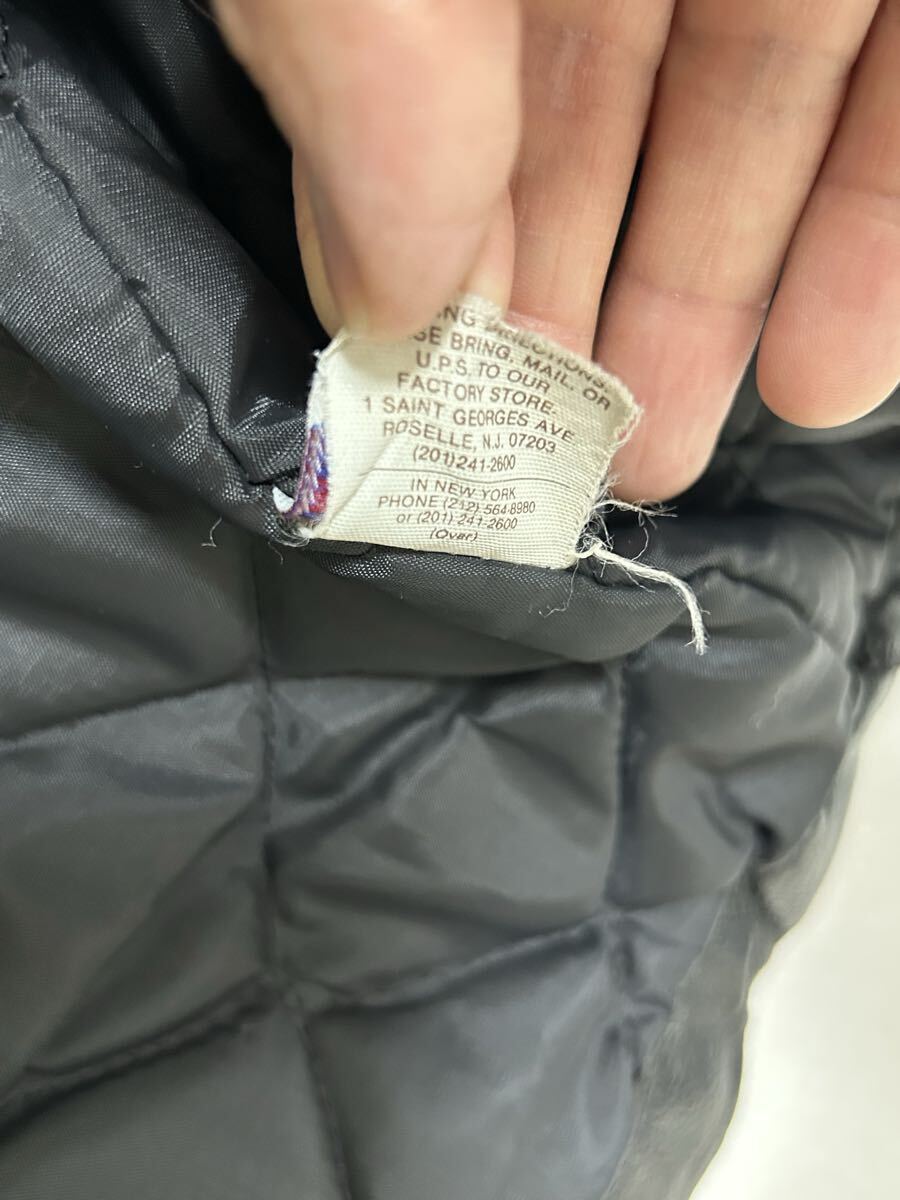 DIRECTIONS.
BRING, MAIL, OR
U.P.S. TO OUR
FACTORY STORE.
1 SAINT GEORGES AVE
ROSELLE, N.J. 07203
(201) 241-2600
IN NEW YORK
PHONE (212) 564-8980
or (201) 241-2600
(Over)